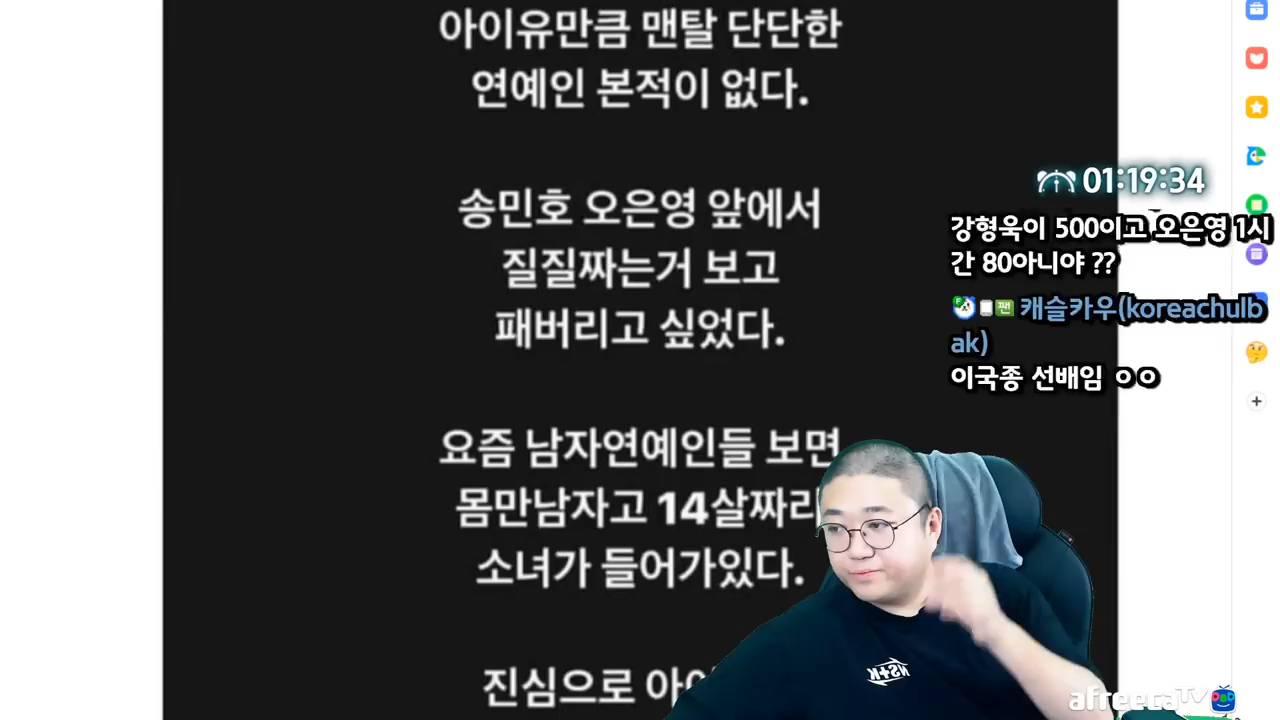 아이유만큼 맨탈 단단한
연예인 본적이 없다.
송민호 오은영 앞에서
질질짜는거 보고
패버리고 싶었다.
요즘 남자연예인들 보면
몸만남자고 14살짜리
소녀가 들어가있다.
진심으로
01:19:34
강형욱이 500이고 오은영 1시
간 80아니야 ??
캐슬카우(koreachulb
ak)
이국종 선배임 ㅇㅇ
NS+K
afreecaTV